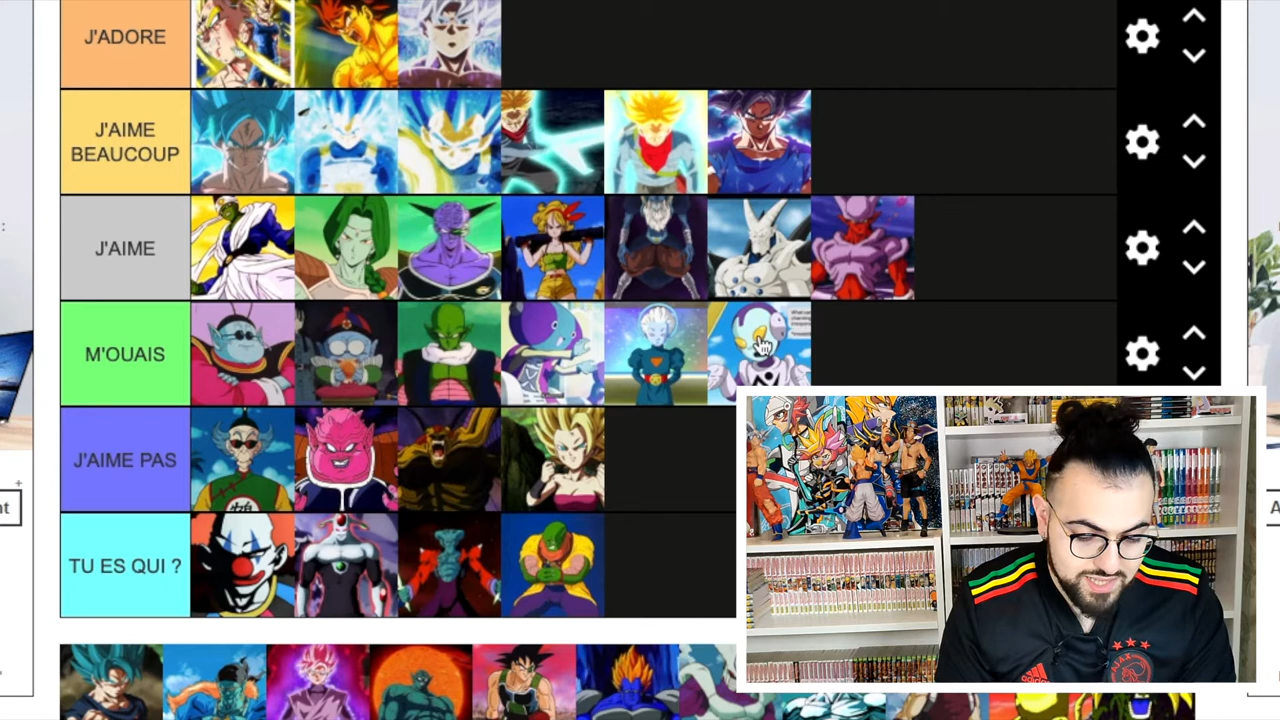 J'ADORE
J'AIME
BEAUCOUP
J'AIME
M'OUAIS
J'AIME PAS
TU ES QUI ?